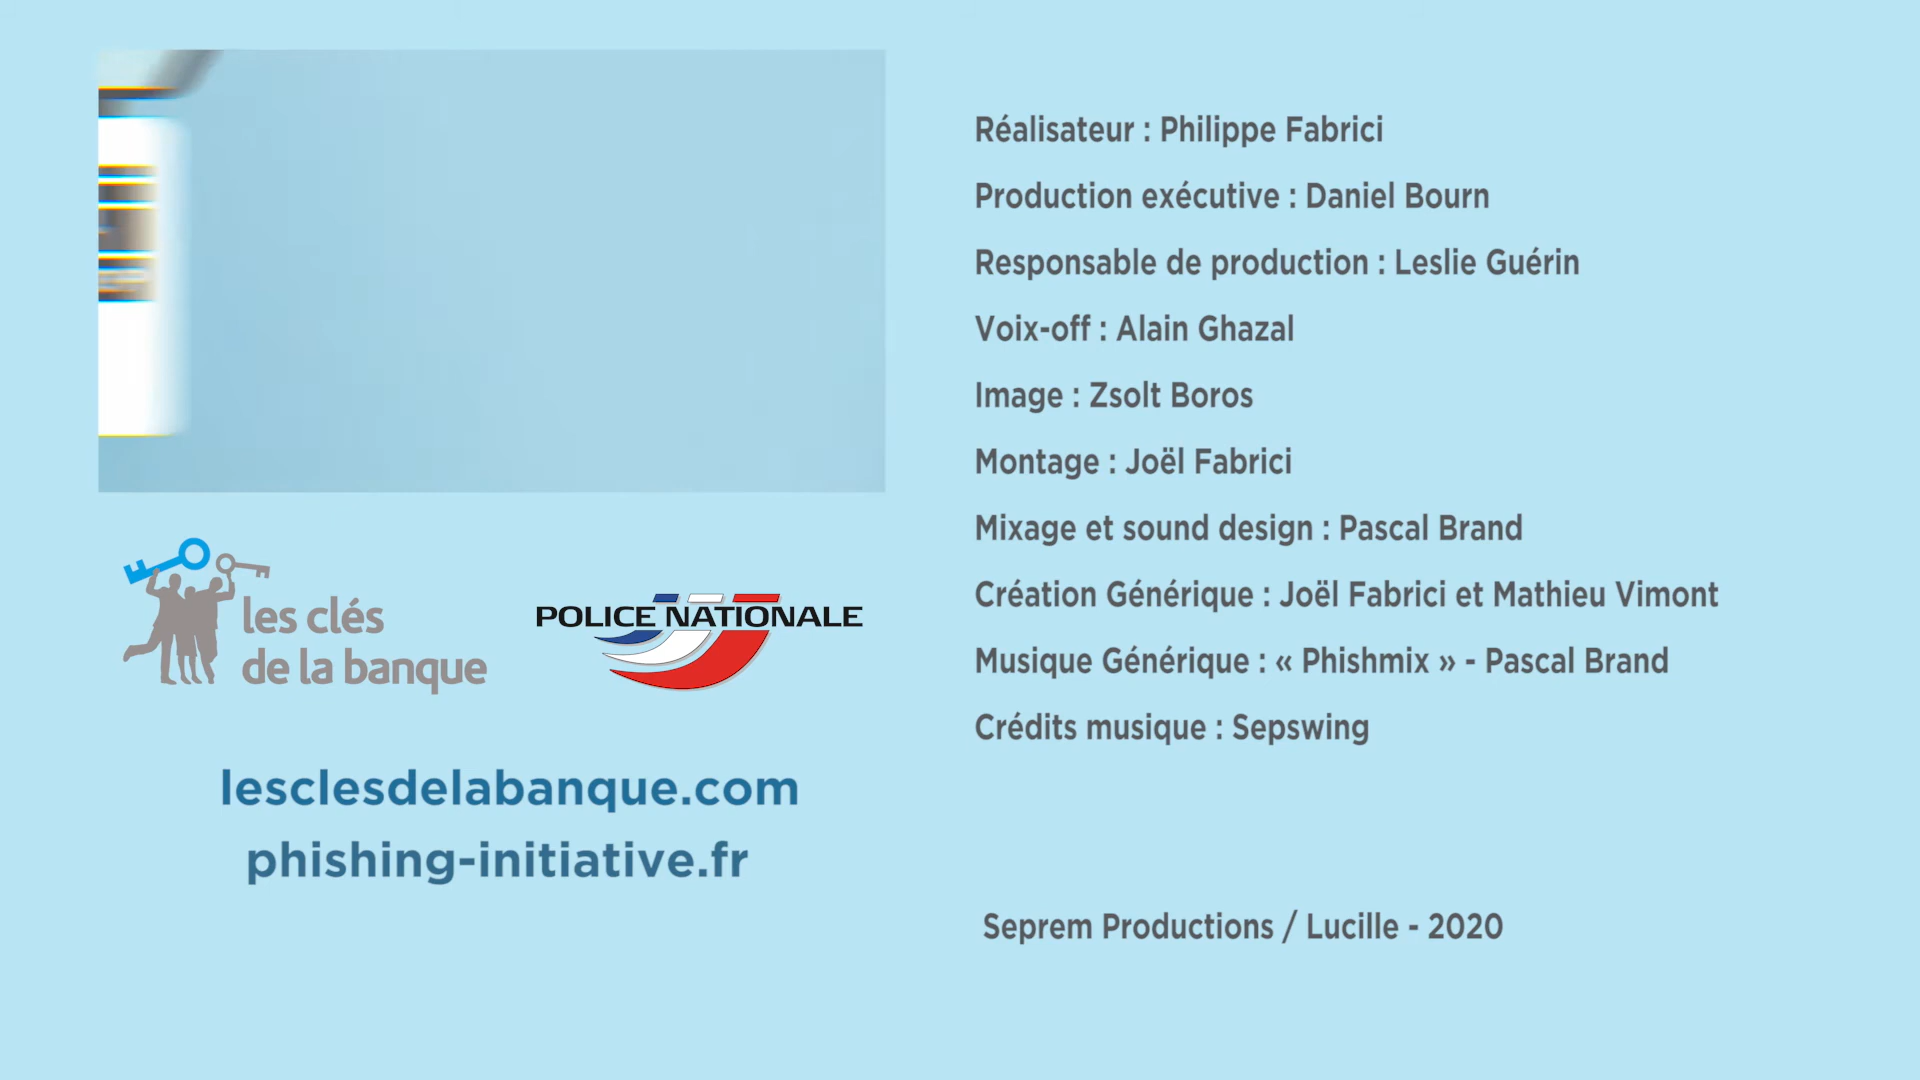 Réalisateur : Philippe Fabrici
Production exécutive : Daniel Bourn
Responsable de production : Leslie Guérin
Voix-off : Alain Ghazal
Image : Zsolt Boros
Montage : Joël Fabrici
Mixage et sound design : Pascal Brand
Création Générique : Joël Fabrici et Mathieu Vimont
Musique Générique : « Phishmix » - Pascal Brand
Crédits musique : Sepswing
les clés
de la banque
POLICE NATIONALE
lesclesdelabanque.com
phishing-initiative.fr
Seprem Productions / Lucille - 2020